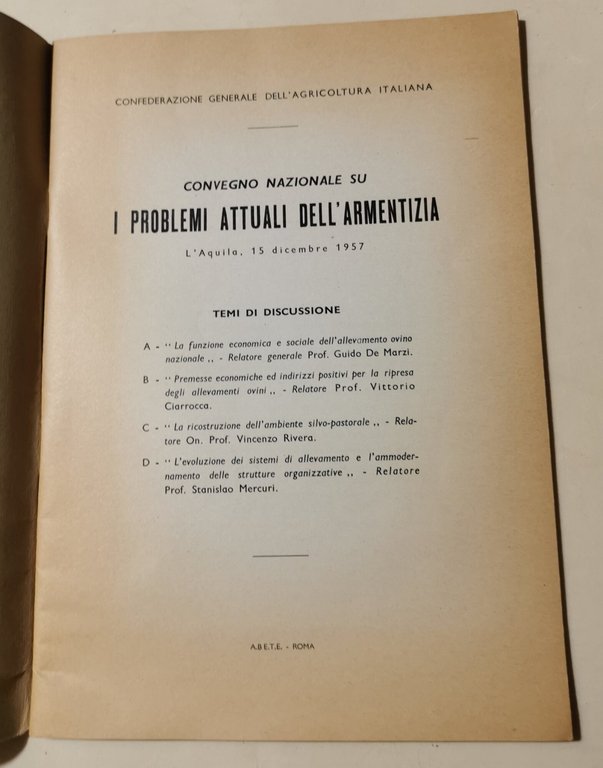 CONFEDERAZIONE GENERALE DELL'AGRICOLTURA ITALIANA
CONVEGNO NAZIONALE SU
I PROBLEMI ATTUALI DELL'ARMENTIZIA
L'Aquila, 15 dicembre 1957
TEMI DI DISCUSSIONE
A - “ La funzione economica e sociale dell'allevamento ovino
nazionale „ - Relatore generale Prof. Guido De Marzi.
B - “ Premesse economiche ed indirizzi positivi per la ripresa
degli allevamenti ovini „ - Relatore Prof. Vittorio
Ciarrocca.
C - “ La ricostruzione dell'ambiente silvo-pastorale „ - Rela-
tore On. Prof. Vincenzo Rivera.
D - “ L'evoluzione dei sistemi di allevamento e l'ammoder-
namento delle strutture organizzative „ - Relatore
Prof. Stanislao Mercuri.
A.B.E.T.E. - ROMA